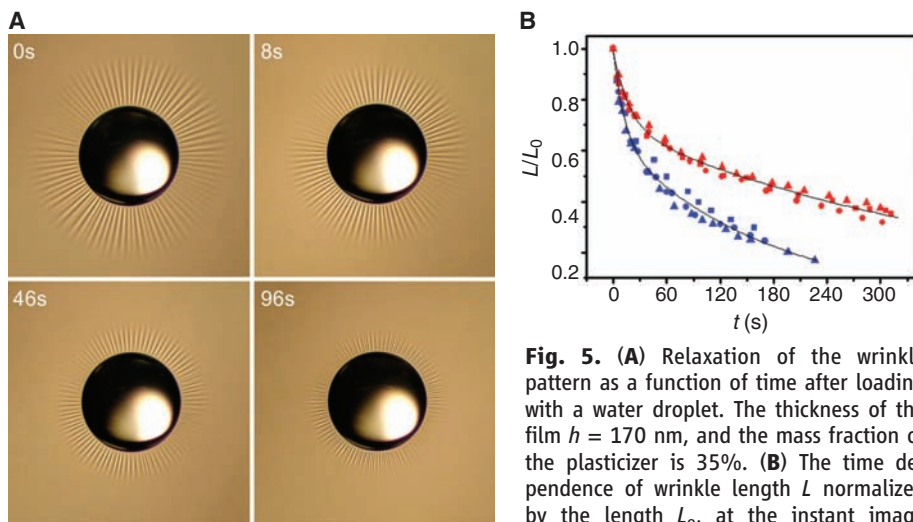 A
0s
8s
46s
96s
B
L/L0
1.0
0.8
0.6
0.4
0.2
0 60 120 180 240 300
t (s)
Fig. 5. (A) Relaxation of the wrinkl
pattern as a function of time after loadin
with a water droplet. The thickness of th
film h = 170 nm, and the mass fraction o
the plasticizer is 35%. (B) The time de
pendence of wrinkle length L normalize
by the length L0, at the instant imag